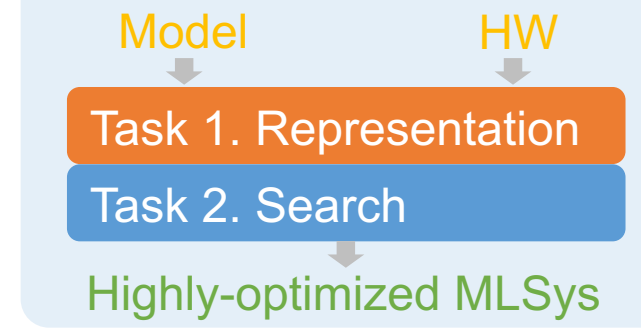 Model HW
Task 1. Representation
Task 2. Search
Highly-optimized MLSys